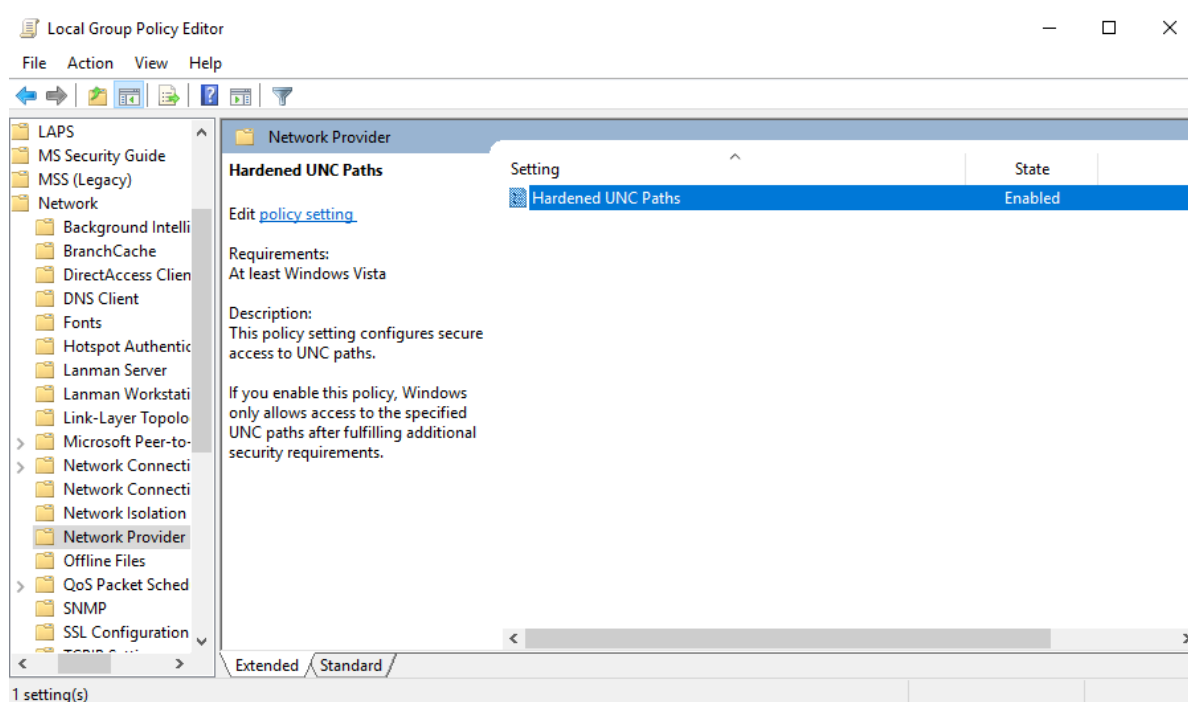 Local Group Policy Editor
File Action View Help
LAPS
MS Security Guide
MSS (Legacy)
Network
Background Intelli
BranchCache
DirectAccess Clien
DNS Client
Fonts
Hotspot Authentic
Lanman Server
Lanman Workstati
Link-Layer Topolo
Microsoft Peer-to-
Network Connecti
Network Connecti
Network Isolation
Network Provider
Offline Files
QoS Packet Sched
SNMP
SSL Configuration
Network Provider
Hardened UNC Paths
Edit policy setting
Requirements:
At least Windows Vista
Description:
This policy setting configures secure
access to UNC paths.
If you enable this policy, Windows
only allows access to the specified
UNC paths after fulfilling additional
security requirements.
Setting State
Hardened UNC Paths Enabled
Extended Standard
1 setting(s)